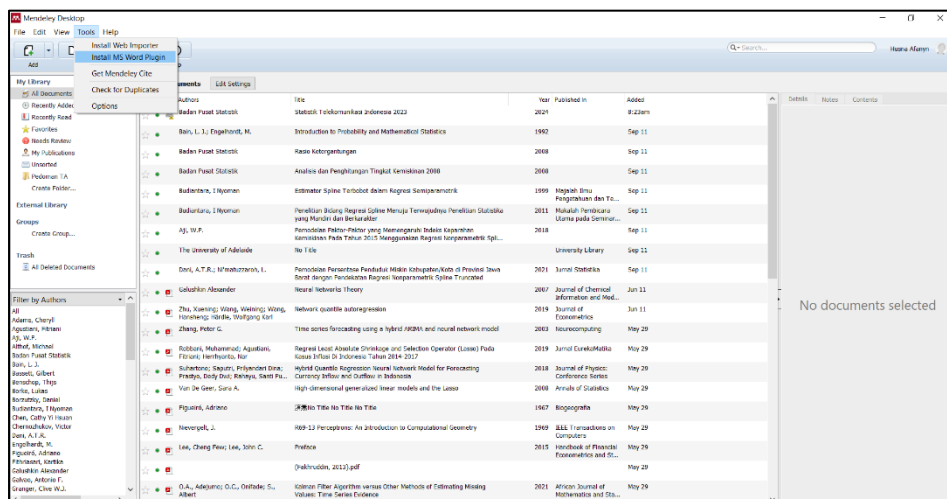 Mendeley Desktop
File Edit View Tools Help
Install Web Importer
Install MS Word Plugin
Get Mendeley Cite
Check for Duplicates
Options
Add
Search...
Husna Afanyn
My Library
All Documents
Recently Added
Recently Read
Favorites
Needs Review
My Publications
Unsorted
Pedoman TA
Create Folder...
External Library
Groups
Create Group...
Trash
All Deleted Documents
Filter by Authors
All
Adams, Cheryll
Agustiani, Fitriani
Aji, W.P.
Althof, Michael
Badan Pusat Statistik
Bain, L. J.
Bassett, Gilbert
Benschop, Thijs
Borke, Lukas
Borzutzky, Daniel
Budiantara, I Nyoman
Chen, Cathy Yi Hsuan
Chernozhukov, Victor
Dani, A.T.R.
Engelhardt, M.
Figueiró, Adriano
Fithriasari, Kartika
Galushkin Alexander
Galvao, Antonio F.
Granger, Clive W.J.
Edit Settings
Authors Title Year Published In Added
Badan Pusat Statistik Statistik Telekomunikasi Indonesia 2023 2024 8:23am
Bain, L. J.; Engelhardt, M. Introduction to Probability and Mathematical Statistics 1992 Sep 11
Badan Pusat Statistik Rasio Ketergantungan 2008 Sep 11
Badan Pusat Statistik Analisis dan Penghitungan Tingkat Kemiskinan 2008 2008 Sep 11
Budiantara, I Nyoman Estimator Spline Terbobot dalam Regresi Semiparametrik 1999 Majalah Ilmu Sep 11
Pengetahuan dan Te...
Budiantara, I Nyoman Penelitian Bidang Regresi Spline Menuju Terwujudnya Penelitian Statistika 2011 Makalah Pembicara Sep 11
yang Mandiri dan Berkarakter Utama pada Seminar...
Aji, W.P. Pemodelan Faktor-Faktor yang Memengaruhi Indeks Keparahan 2018 Sep 11
Kemiskinan Pada Tahun 2015 Menggunakan Regresi Nonparametrik Spli...
The University of Adelaide No Title University Library Sep 11
Dani, A.T.R.; Ni'matuzzaroh, L. Pemodelan Persentase Penduduk Miskin Kabupaten/Kota di Provinsi Jawa 2021 Jurnal Statistika Sep 11
Barat dengan Pendekatan Regresi Nonparametrik Spline Truncated
Galushkin Alexander Neural Networks Theory 2007 Journal of Chemical Jun 11
Information and Mod...
Zhu, Xuening; Wang, Weining; Wang, Network quantile autoregression 2019 Journal of Jun 11
Hansheng; Härdle, Wolfgang Karl Econometrics
Zhang, Peter G. Time series forecasting using a hybrid ARIMA and neural network model 2003 Neurocomputing May 29
Robbani, Muhammad; Agustiani, Regresi Least Absolute Shrinkage and Selection Operator (Lasso) Pada 2019 Jurnal EurekaMatika May 29
Fitriani; Herrhyanto, Nar Kasus Inflasi Di Indonesia Tahun 2014-2017
Suhartono; Saputri, Prilyandari Dina; Hybrid Quantile Regression Neural Network Model for Forecasting 2018 Journal of Physics: May 29
Prastyo, Dedy Dwi; Rahayu, Santi Pu... Currency Inflow and Outflow in Indonesia Conference Series
Van De Geer, Sara A. High-dimensional generalized linear models and the Lasso 2008 Annals of Statistics May 29
Figueiró, Adriano No Title No Title No Title 1967 Biogeografia May 29
Nievergelt, J. R69-13 Perceptrons: An Introduction to Computational Geometry 1969 IEEE Transactions on May 29
Computers
Lee, Cheng Few; Lee, John C. Preface 2015 Handbook of Financial May 29
Econometrics and St...
(Fakhruddin, 2013).pdf May 29
O.A., Adejumo; O.C., Onifade; S., Kalman Filter Algorithm versus Other Methods of Estimating Missing 2021 African Journal of May 29
Albert Values: Time Series Evidence Mathematics and Sta...
Details Notes Contents
No documents selected